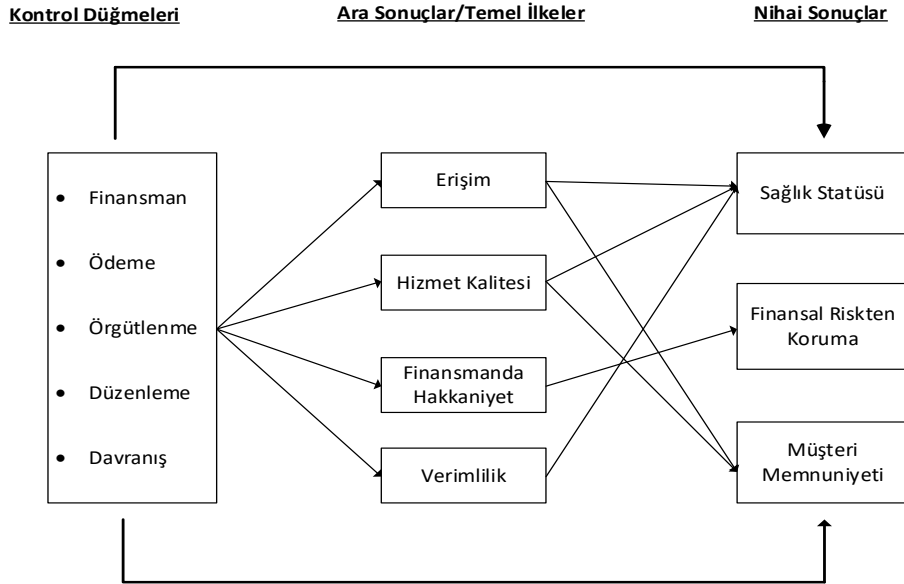 Kontrol Düğmeleri
Ara Sonuçlar/Temel İlkeler
Nihai Sonuçlar
• Finansman
• Ödeme
• Örgütlenme
• Düzenleme
• Davranış
Erişim
Hizmet Kalitesi
Finansmanda
Hakkaniyet
Verimlilik
Sağlık Statüsü
Finansal Riskten
Koruma
Müşteri
Memnuniyeti